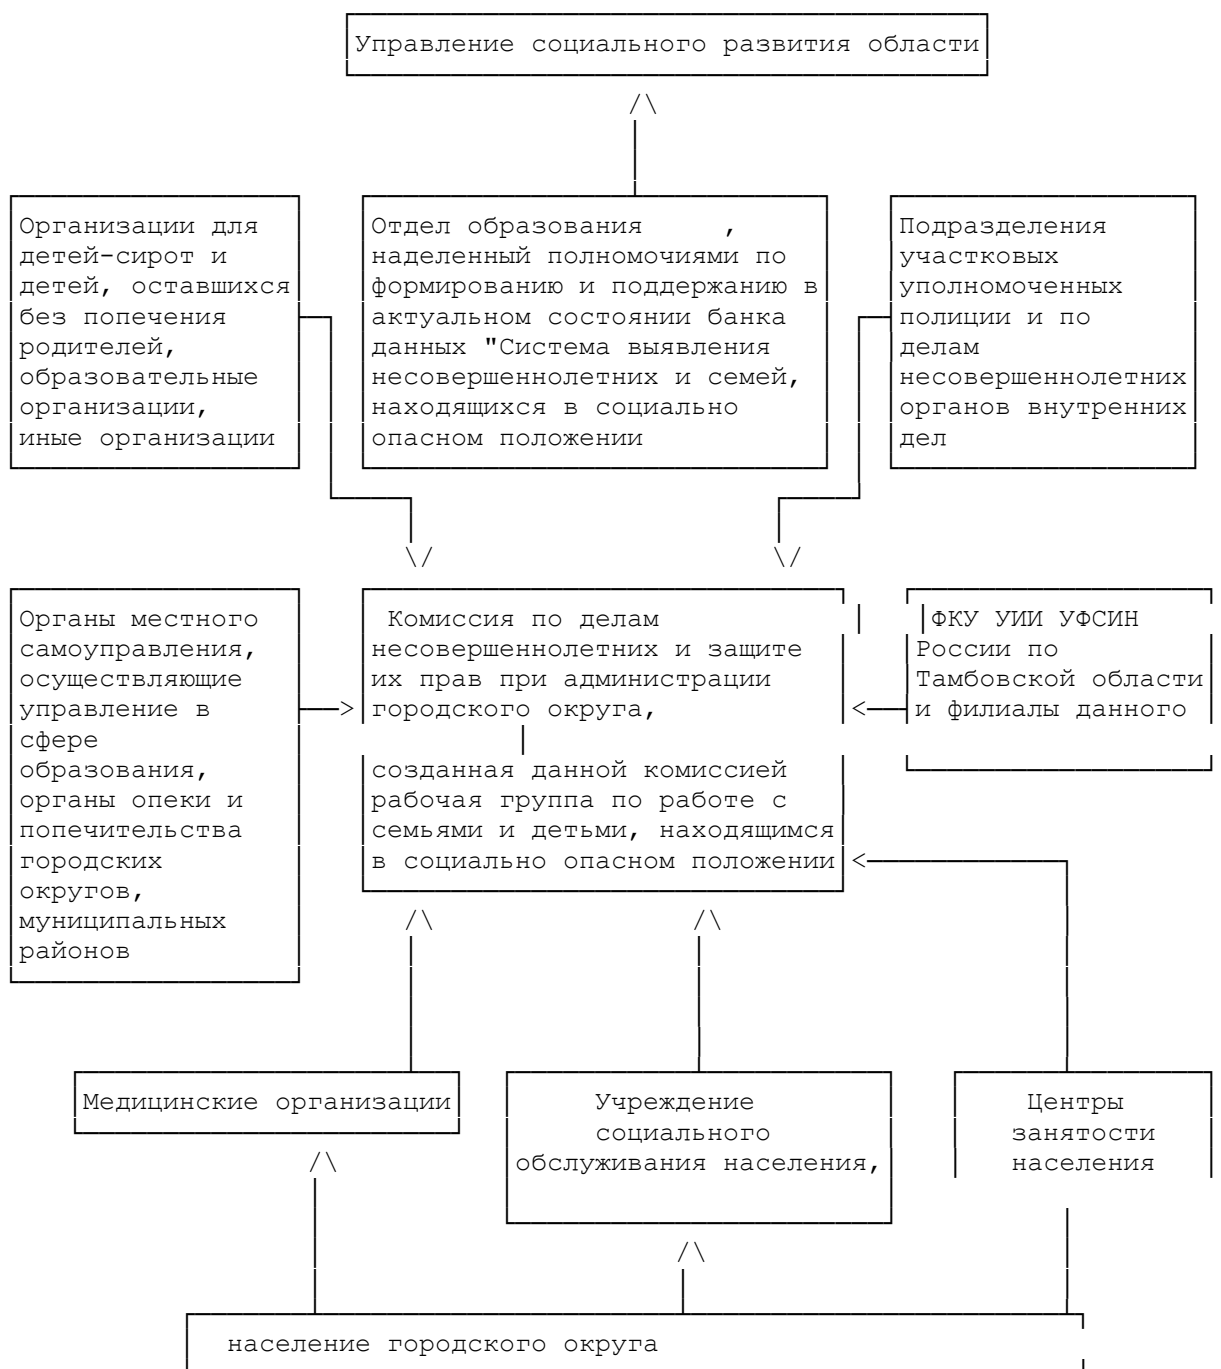 Управление социального развития области
Организации для
детей-сирот и
детей, оставшихся
без попечения
родителей,
образовательные
организации,
иные организации
Отдел образования ,
наделенный полномочиями по
формированию и поддержанию в
актуальном состоянии банка
данных "Система выявления
несовершеннолетних и семей,
находящихся в социально
опасном положении
Подразделения
участковых
уполномоченных
полиции и по
делам
несовершеннолетних
органов внутренних
дел
Органы местного
самоуправления,
осуществляющие
управление в
сфере
образования,
органы опеки и
попечительства
городских
округов,
муниципальных
районов
Комиссия по делам
несовершеннолетних и защите
их прав при администрации
городского округа,
созданная данной комиссией
рабочая группа по работе с
семьями и детьми, находящимся
в социально опасном положении
ФКУ УИИ УФСИН
России по
Тамбовской области
и филиалы данного
Медицинские организации
Учреждение
социального
обслуживания населения,
Центры
занятости
населения
население городского округа